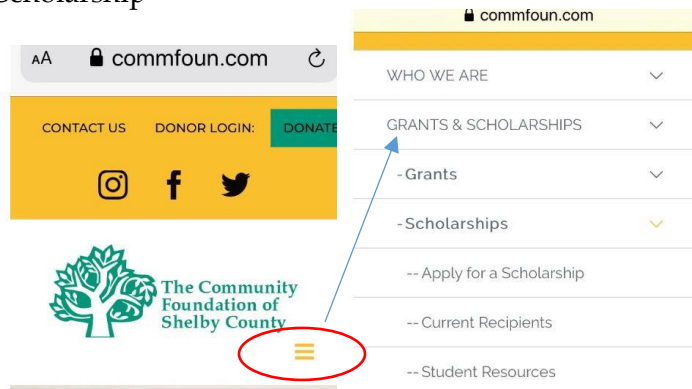 Scholarship
AA commfoun.com
CONTACT US DONOR LOGIN: DONATE
The Community
Foundation of
Shelby County
commfoun.com
WHO WE ARE
GRANTS & SCHOLARSHIPS
- Grants
- Scholarships
-- Apply for a Scholarship
-- Current Recipients
-- Student Resources